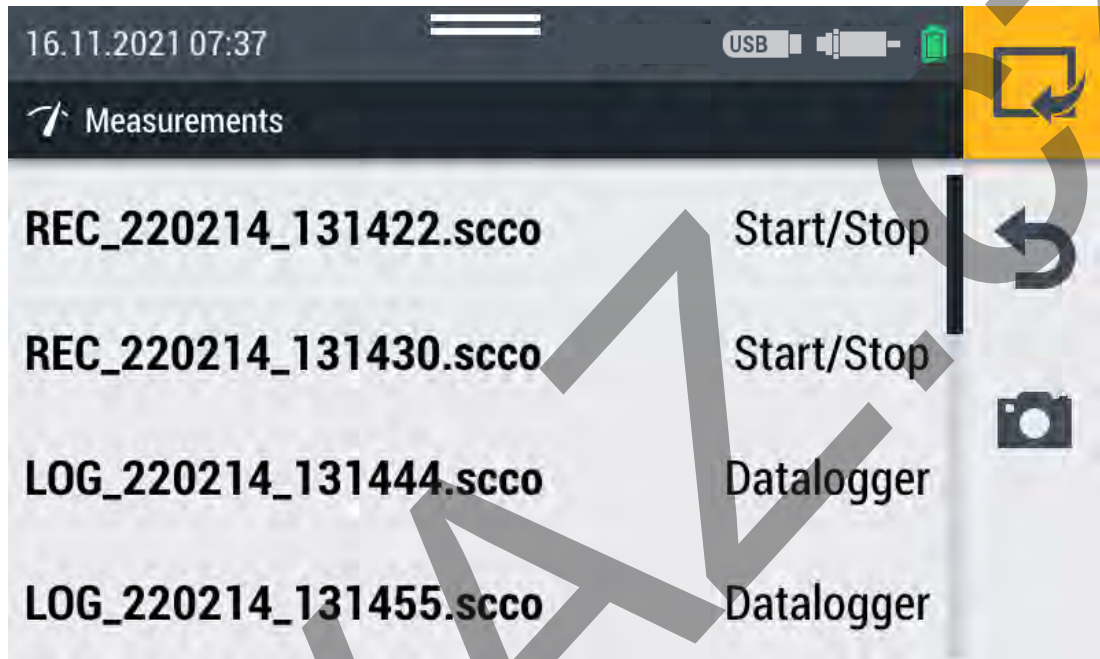 16.11.2021 07:37 USB
Measurements
REC_220214_131422.scco Start/Stop
REC_220214_131430.scco Start/Stop
LOG_220214_131444.scco Datalogger
LOG_220214_131455.scco Datalogger